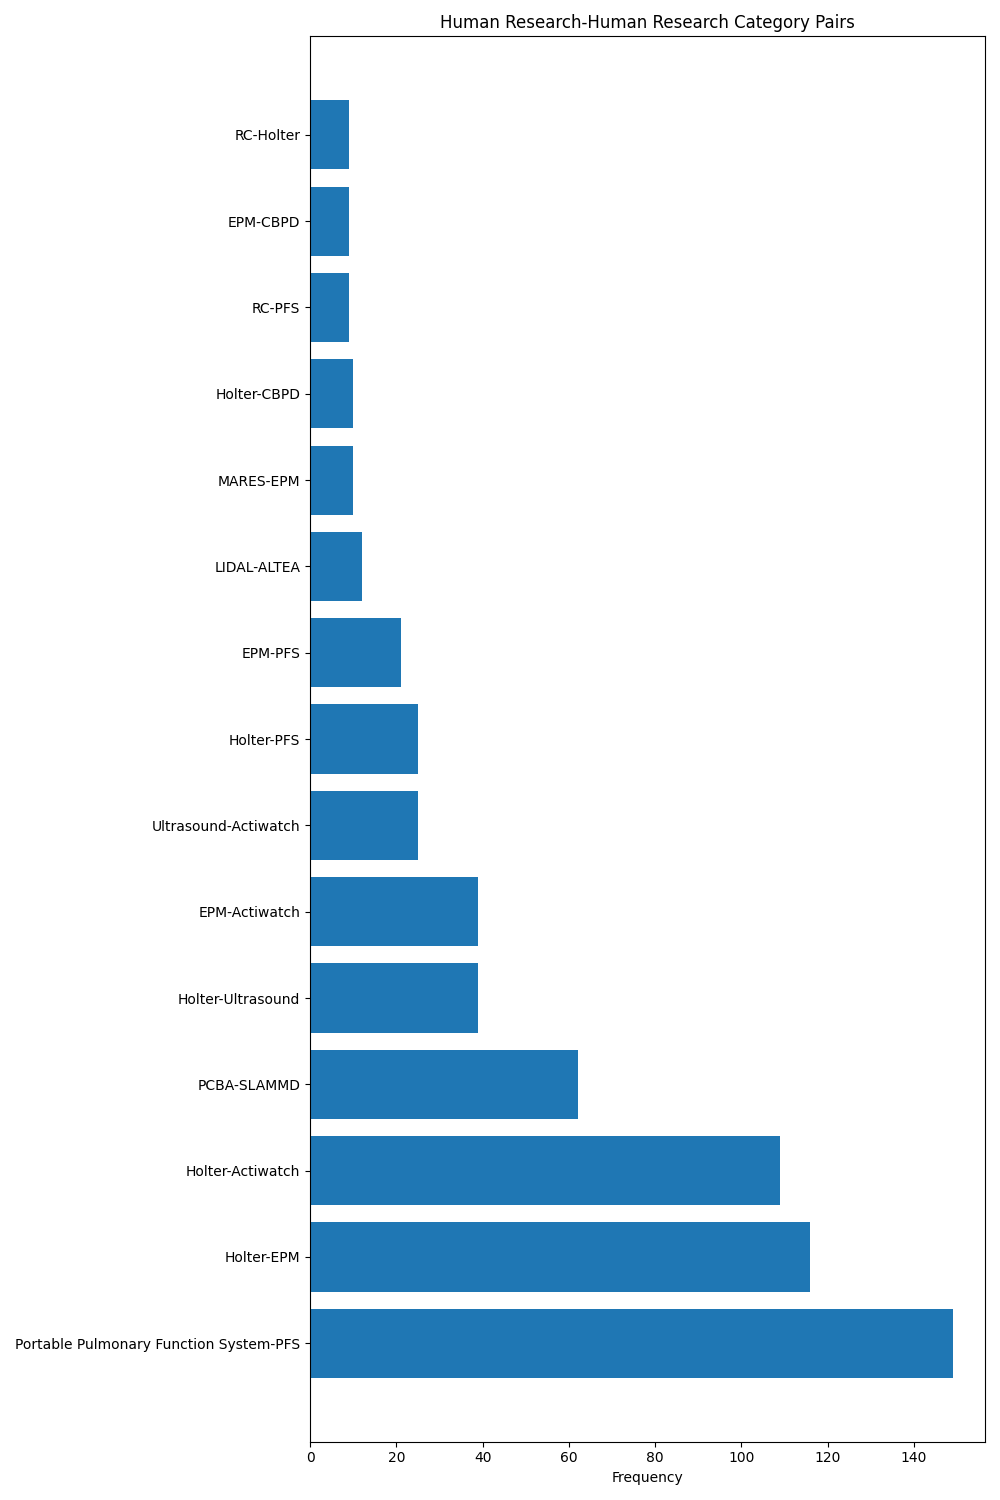 Human Research-Human Research Category Pairs
RC-Holter
EPM-CBPD
RC-PFS
Holter-CBPD
MARES-EPM
LIDAL-ALTEA
EPM-PFS
Holter-PFS
Ultrasound-Actiwatch
EPM-Actiwatch
Holter-Ultrasound
PCBA-SLAMMD
Holter-Actiwatch
Holter-EPM
Portable Pulmonary Function System-PFS
0 20 40 60 80 100 120 140
Frequency